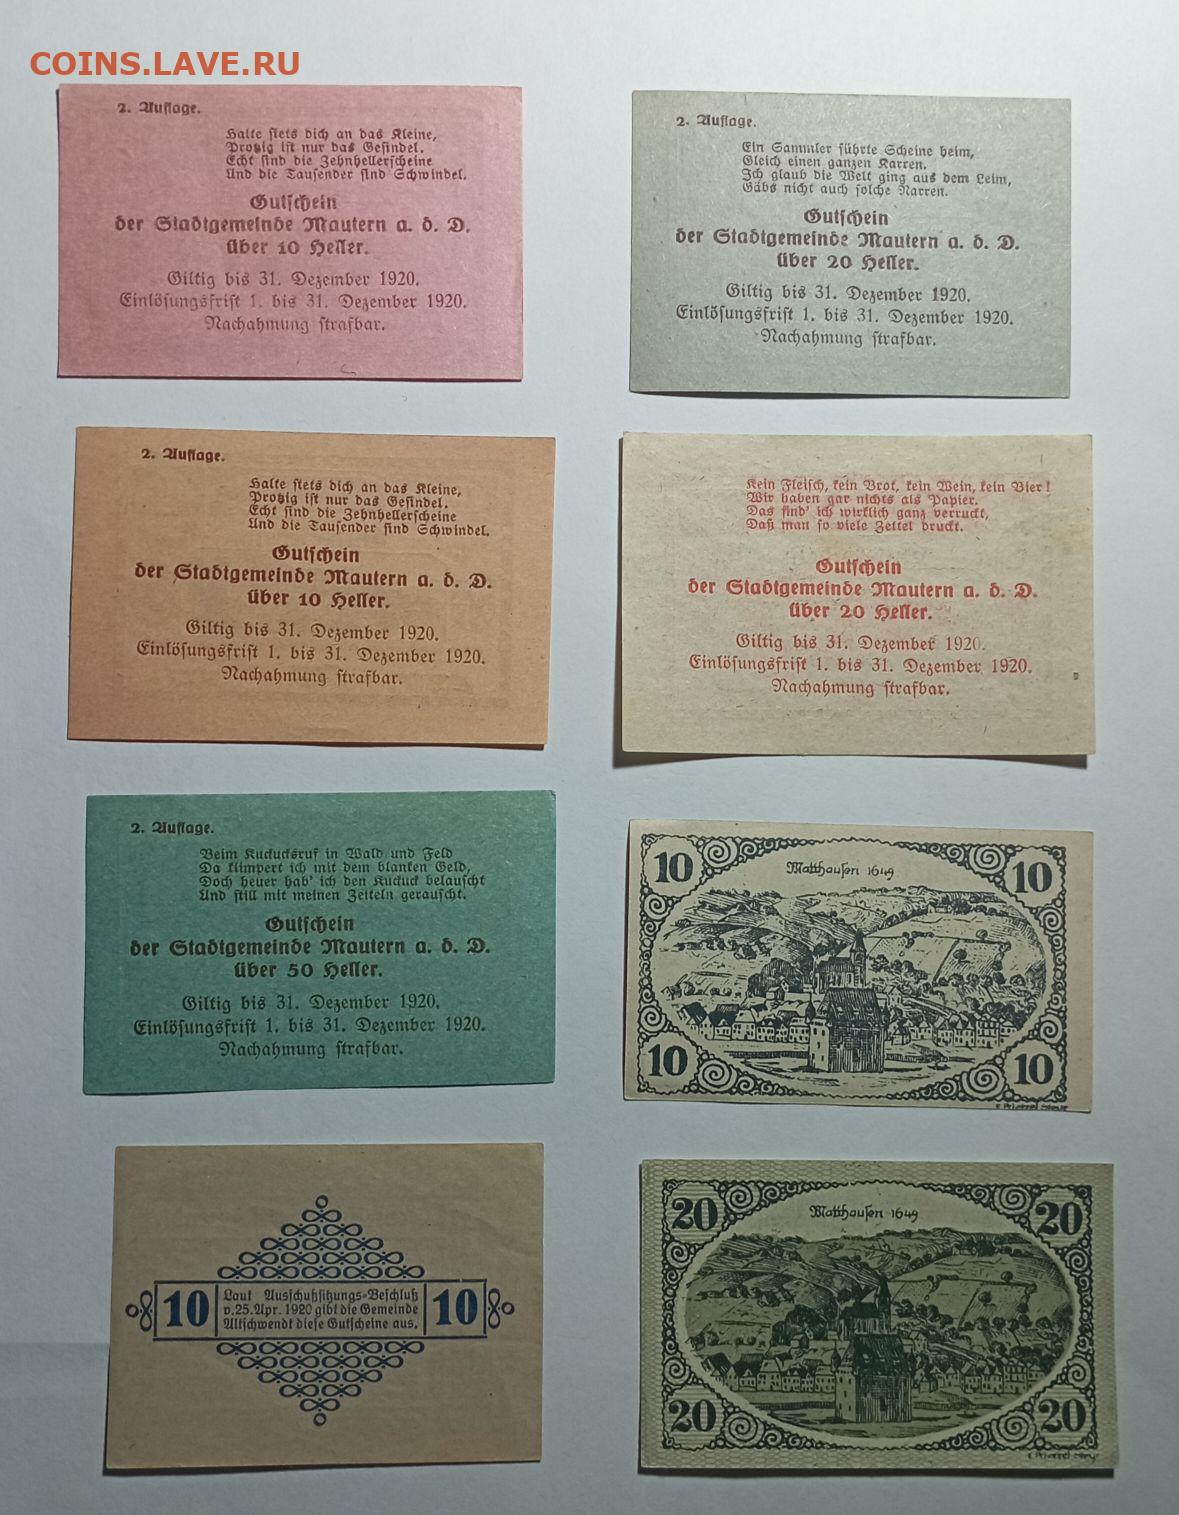 COINS.LAVE.RU
2. Auflage.
Halte stets dich an das Kleine,
Protzig ist nur das Gesindel.
Echt sind die Zehnhellerscheine
Und die Tausender sind Schwindel.
Gutschein
der Stadtgemeinde Mautern a. d. D.
über 10 Heller.
Giltig bis 31. Dezember 1920.
Einlösungsfrist 1. bis 31. Dezember 1920.
Nachahmung strafbar.
2. Auflage.
Ein Sammler führte Scheine heim,
Gleich einen ganzen Karren.
Ich glaub die Welt ging aus dem Leim,
Gäbs nicht auch solche Narren.
Gutschein
der Stadtgemeinde Mautern a. d. D.
über 20 Heller.
Giltig bis 31. Dezember 1920.
Einlösungsfrist 1. bis 31. Dezember 1920.
Nachahmung strafbar.
2. Auflage.
Halte stets dich an das Kleine,
Protzig ist nur das Gesindel.
Echt sind die Zehnhellerscheine
Und die Tausender sind Schwindel.
Gutschein
der Stadtgemeinde Mautern a. d. D.
über 10 Heller.
Giltig bis 31. Dezember 1920.
Einlösungsfrist 1. bis 31. Dezember 1920.
Nachahmung strafbar.
Kein Fleisch, kein Brot, kein Wein, kein Bier!
Wir haben gar nichts als Papier.
Das find' ich wirklich ganz verruckt,
Daß man so viele Zettel druckt.
Gutschein
der Stadtgemeinde Mautern a. d. D.
über 20 Heller.
Giltig bis 31. Dezember 1920.
Einlösungsfrist 1. bis 31. Dezember 1920.
Nachahmung strafbar.
2. Auflage.
Beim Kuckucksruf in Wald und Feld
Da klimpert ich mit dem blanken Geld,
Doch heuer hab' ich den Kuckuck belauscht
Und still mit meinen Zetteln gerauscht.
Gutschein
der Stadtgemeinde Mautern a. d. D.
über 50 Heller.
Giltig bis 31. Dezember 1920.
Einlösungsfrist 1. bis 31. Dezember 1920.
Nachahmung strafbar.
10 Matthausen 1649 10
10 10
10 10
Laut Ausschußsitzungs-Beschluß
v. 25. Apr. 1920 gibt die Gemeinde
Altschwendt diese Gutscheine aus.
20 Matthausen 1649 20
20 20